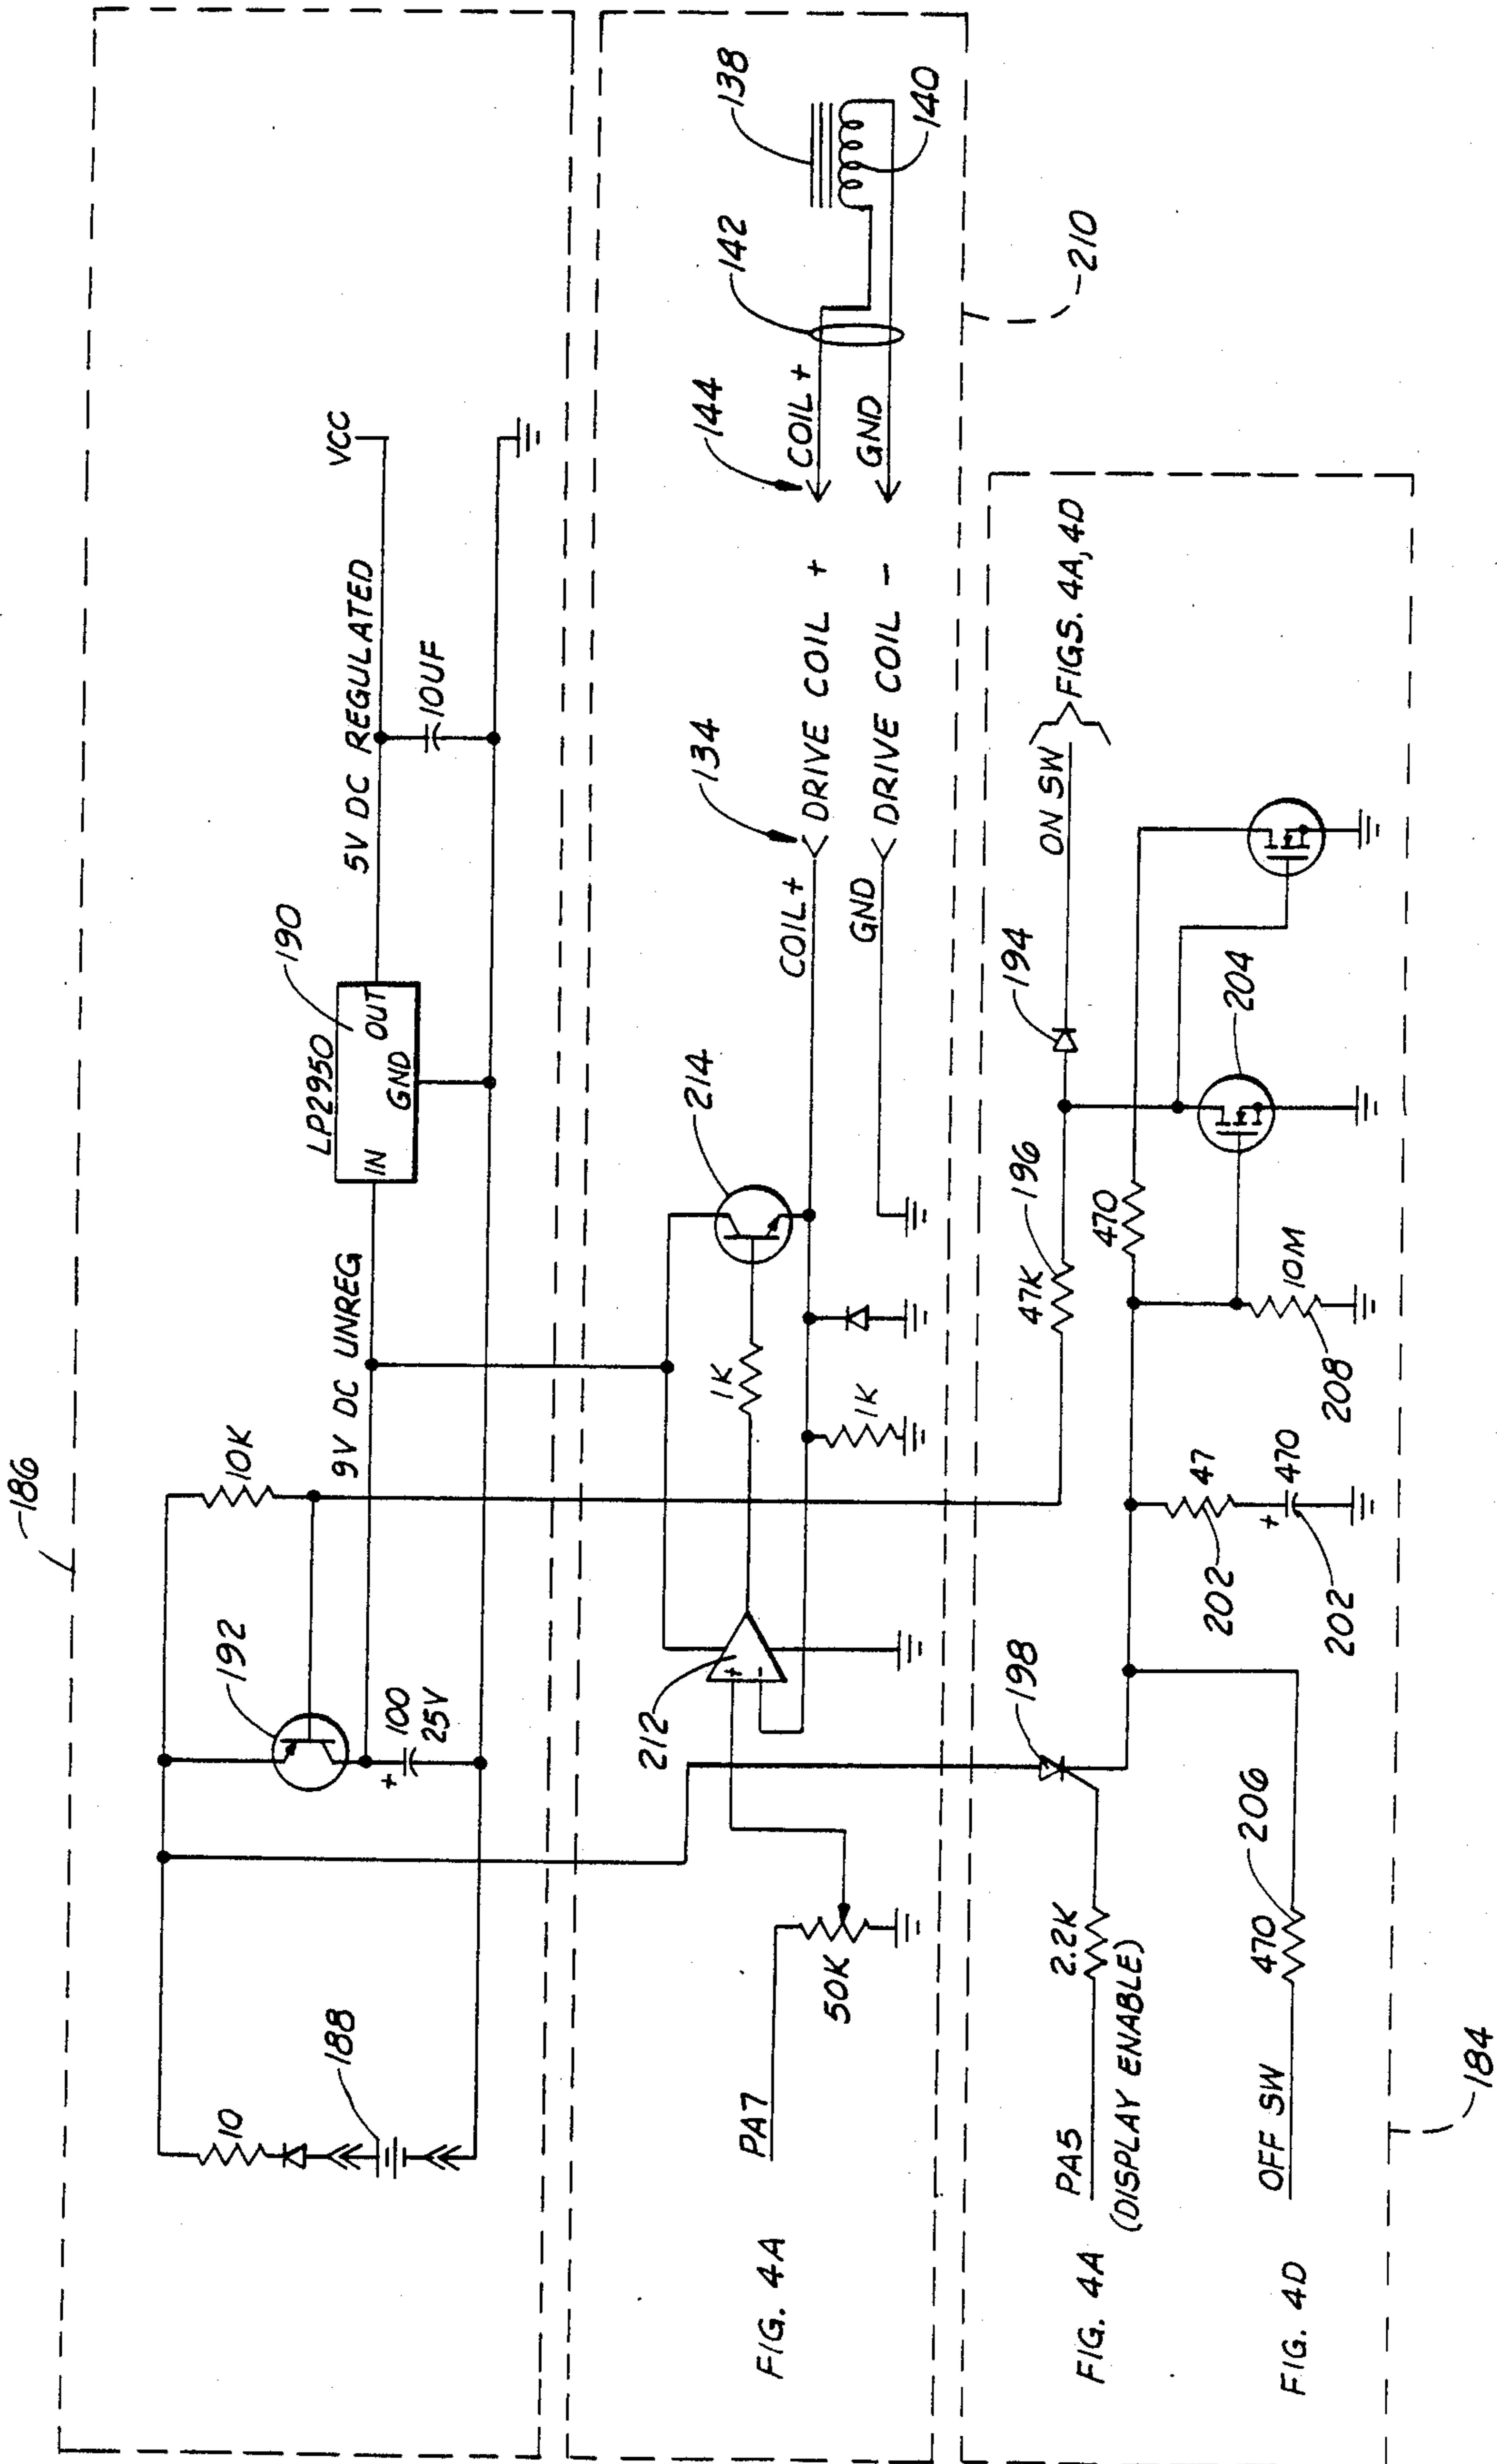 186
10K
192
100
25V
+
10
188
9V DC UNREG
LP2950
190
IN
OUT
GND
5V DC REGULATED
10UF
VCC
FIG. 4A
PA7
50K
212
+
-
1K
1K
214
COIL+
GND
134
DRIVE COIL +
DRIVE COIL -
144
COIL+
GND
142
138
140
210
FIG. 4A
PA5
(DISPLAY ENABLE)
2.2K
198
FIG. 4D
OFF SW
470
206
47
202
+
470
202
10M
208
470
47K
196
194
204
ON SW
FIGS. 4A, 4D
184